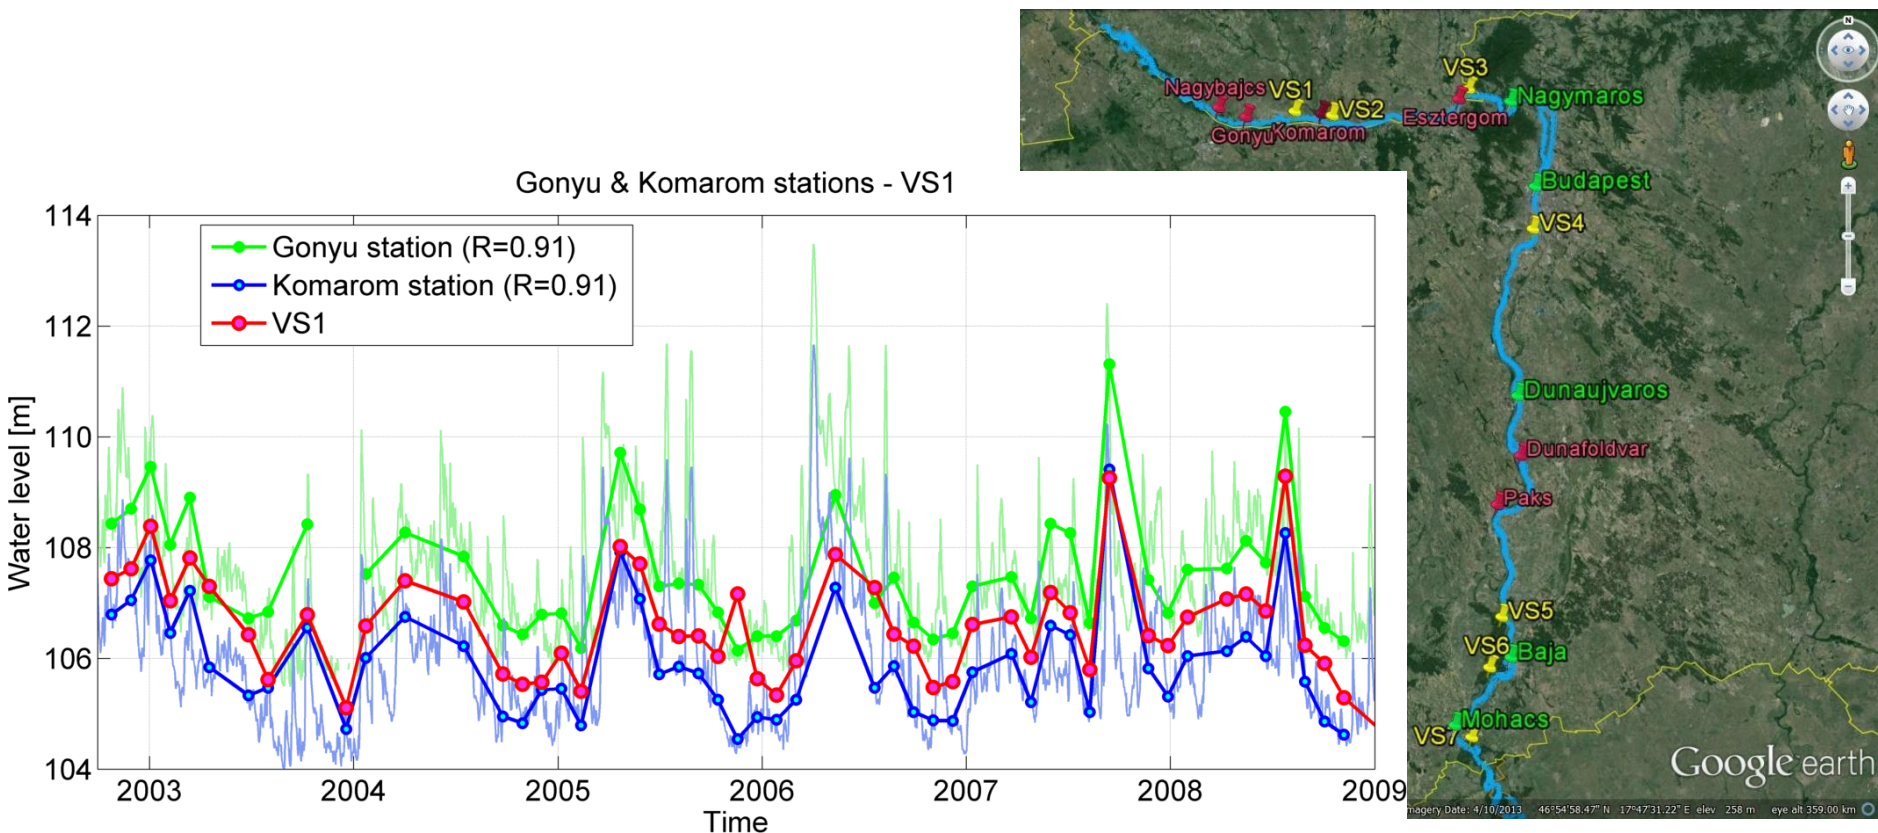 VS3
Nagybajcs VS1
Nagymaros
VS2
Esztergom
Gonyu Komarom
N
Budapest
VS4
Dunaujvaros
Dunafoldvar
Paks
VS5
VS6
Baja
Mohacs
VS7
Google earth
magery Date: 4/10/2013 46°54'58.47" N 17°47'31.22" E elev 258 m eye alt 359.00 km
Gonyu & Komarom stations - VS1
Gonyu station (R=0.91)
Komarom station (R=0.91)
VS1
Water level [m]
114
112
110
108
106
104
2003 2004 2005 2006 2007 2008 2009
Time